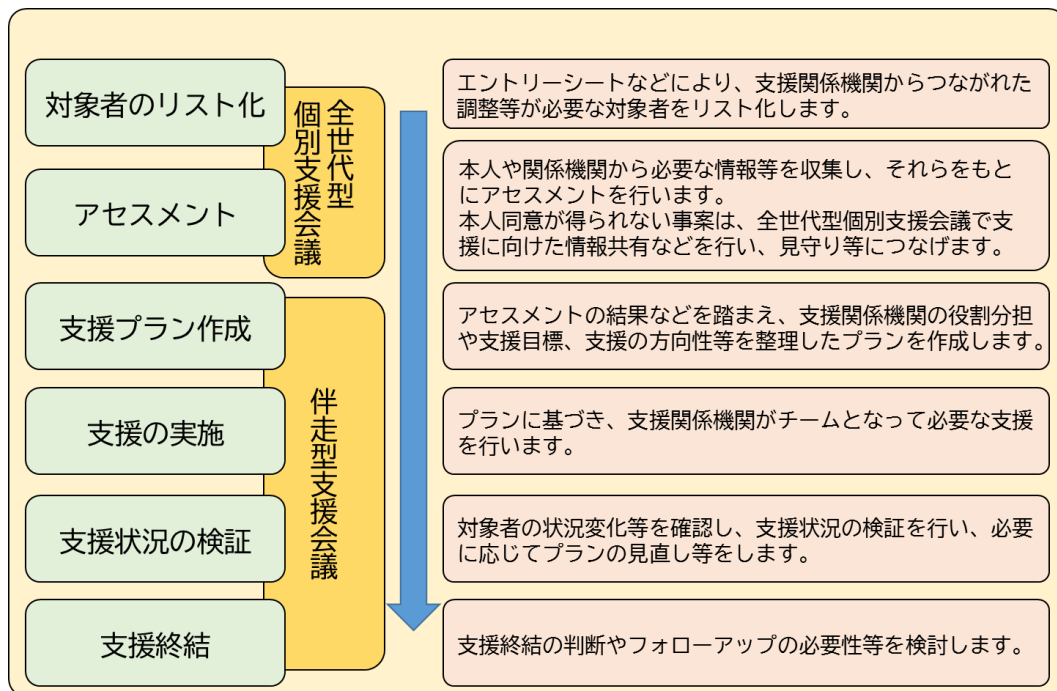 対象者のリスト化
エントリーシートなどにより、支援関係機関からつながれた
調整等が必要な対象者をリスト化します。
全世代型
個別支援会議
アセスメント
本人や関係機関から必要な情報等を収集し、それらをもと
にアセスメントを行います。
本人同意が得られない事案は、全世代型個別支援会議で支
援に向けた情報共有などを行い、見守り等につなげます。
支援プラン作成
アセスメントの結果などを踏まえ、支援関係機関の役割分担
や支援目標、支援の方向性等を整理したプランを作成します。
伴走型支援会議
支援の実施
プランに基づき、支援関係機関がチームとなって必要な支援
を行います。
支援状況の検証
対象者の状況変化等を確認し、支援状況の検証を行い、必要
に応じてプランの見直し等をします。
支援終結
支援終結の判断やフォローアップの必要性等を検討します。